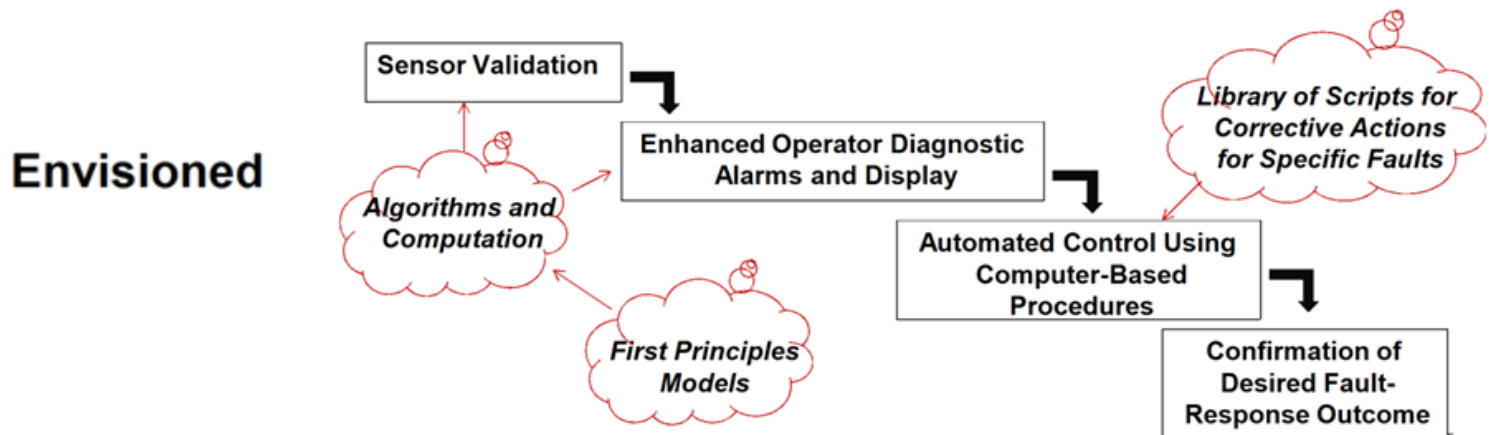 Envisioned
Sensor Validation
Enhanced Operator Diagnostic
Alarms and Display
Library of Scripts for
Corrective Actions
for Specific Faults
Algorithms and
Computation
Automated Control Using
Computer-Based
Procedures
First Principles
Models
Confirmation of
Desired Fault-
Response Outcome